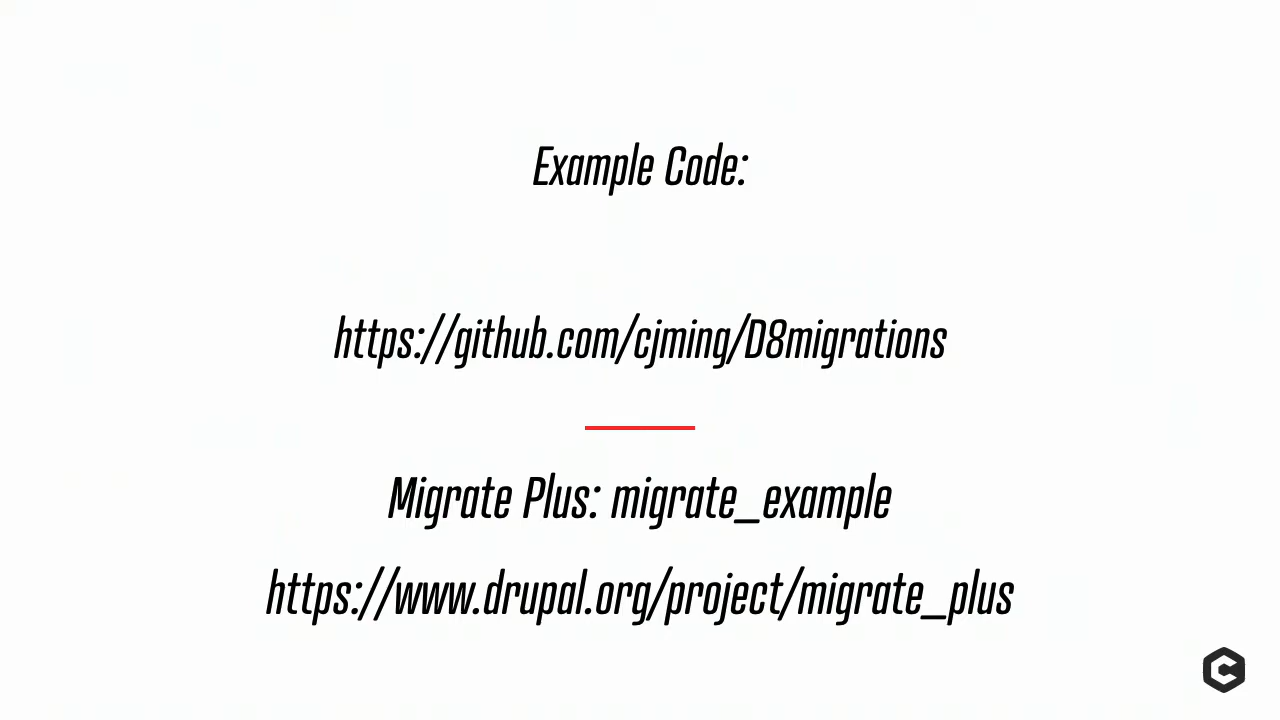 Example Code:
https://github.com/cjming/D8migrations
Migrate Plus: migrate_example
https://www.drupal.org/project/migrate_plus